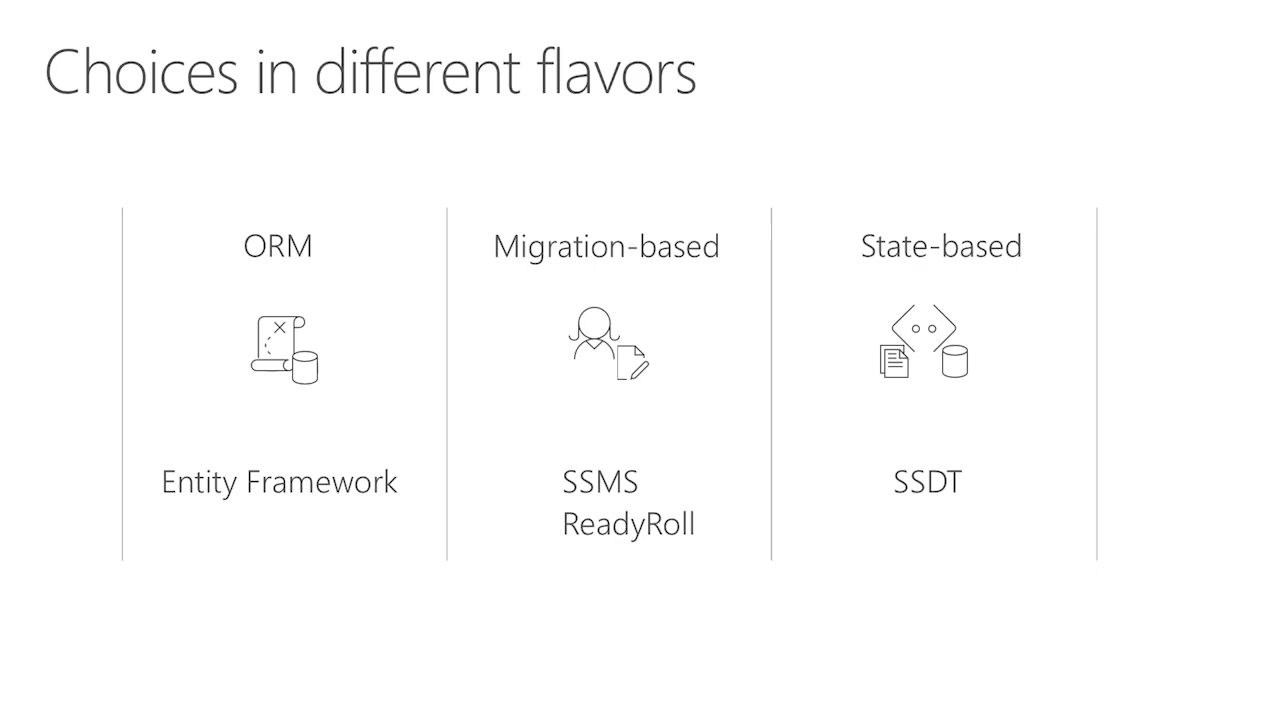 Choices in different flavors
ORM
Migration-based
State-based
Entity Framework
SSMS
ReadyRoll
SSDT